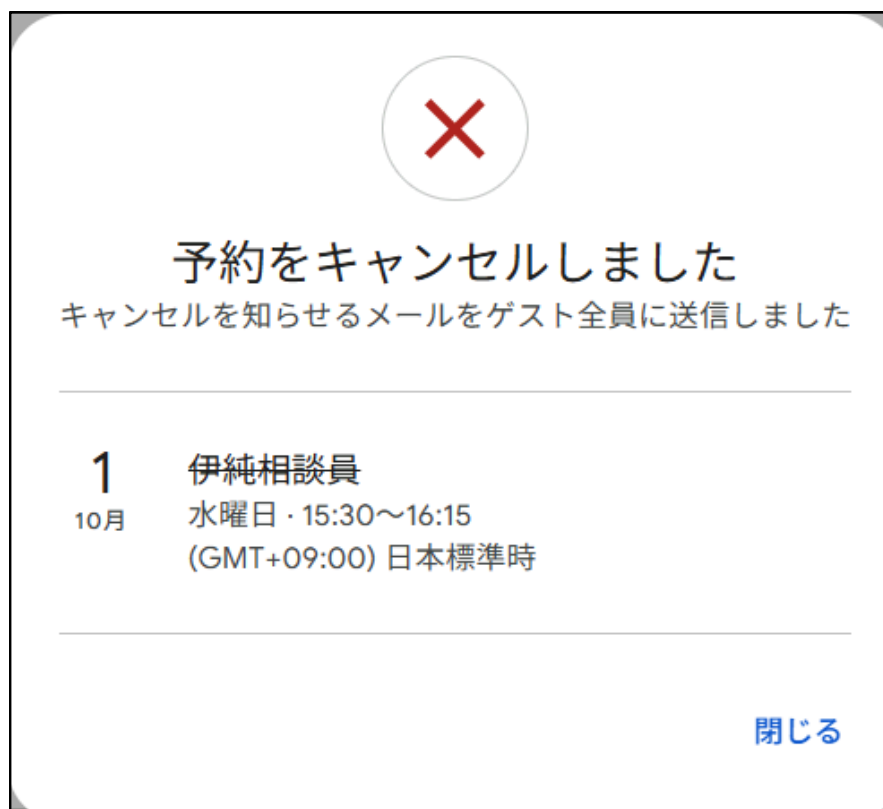 予約をキャンセルしました
キャンセルを知らせるメールをゲスト全員に送信しました
1
10月
伊純相談員
水曜日 · 15:30～16:15
(GMT+09:00) 日本標準時
閉じる